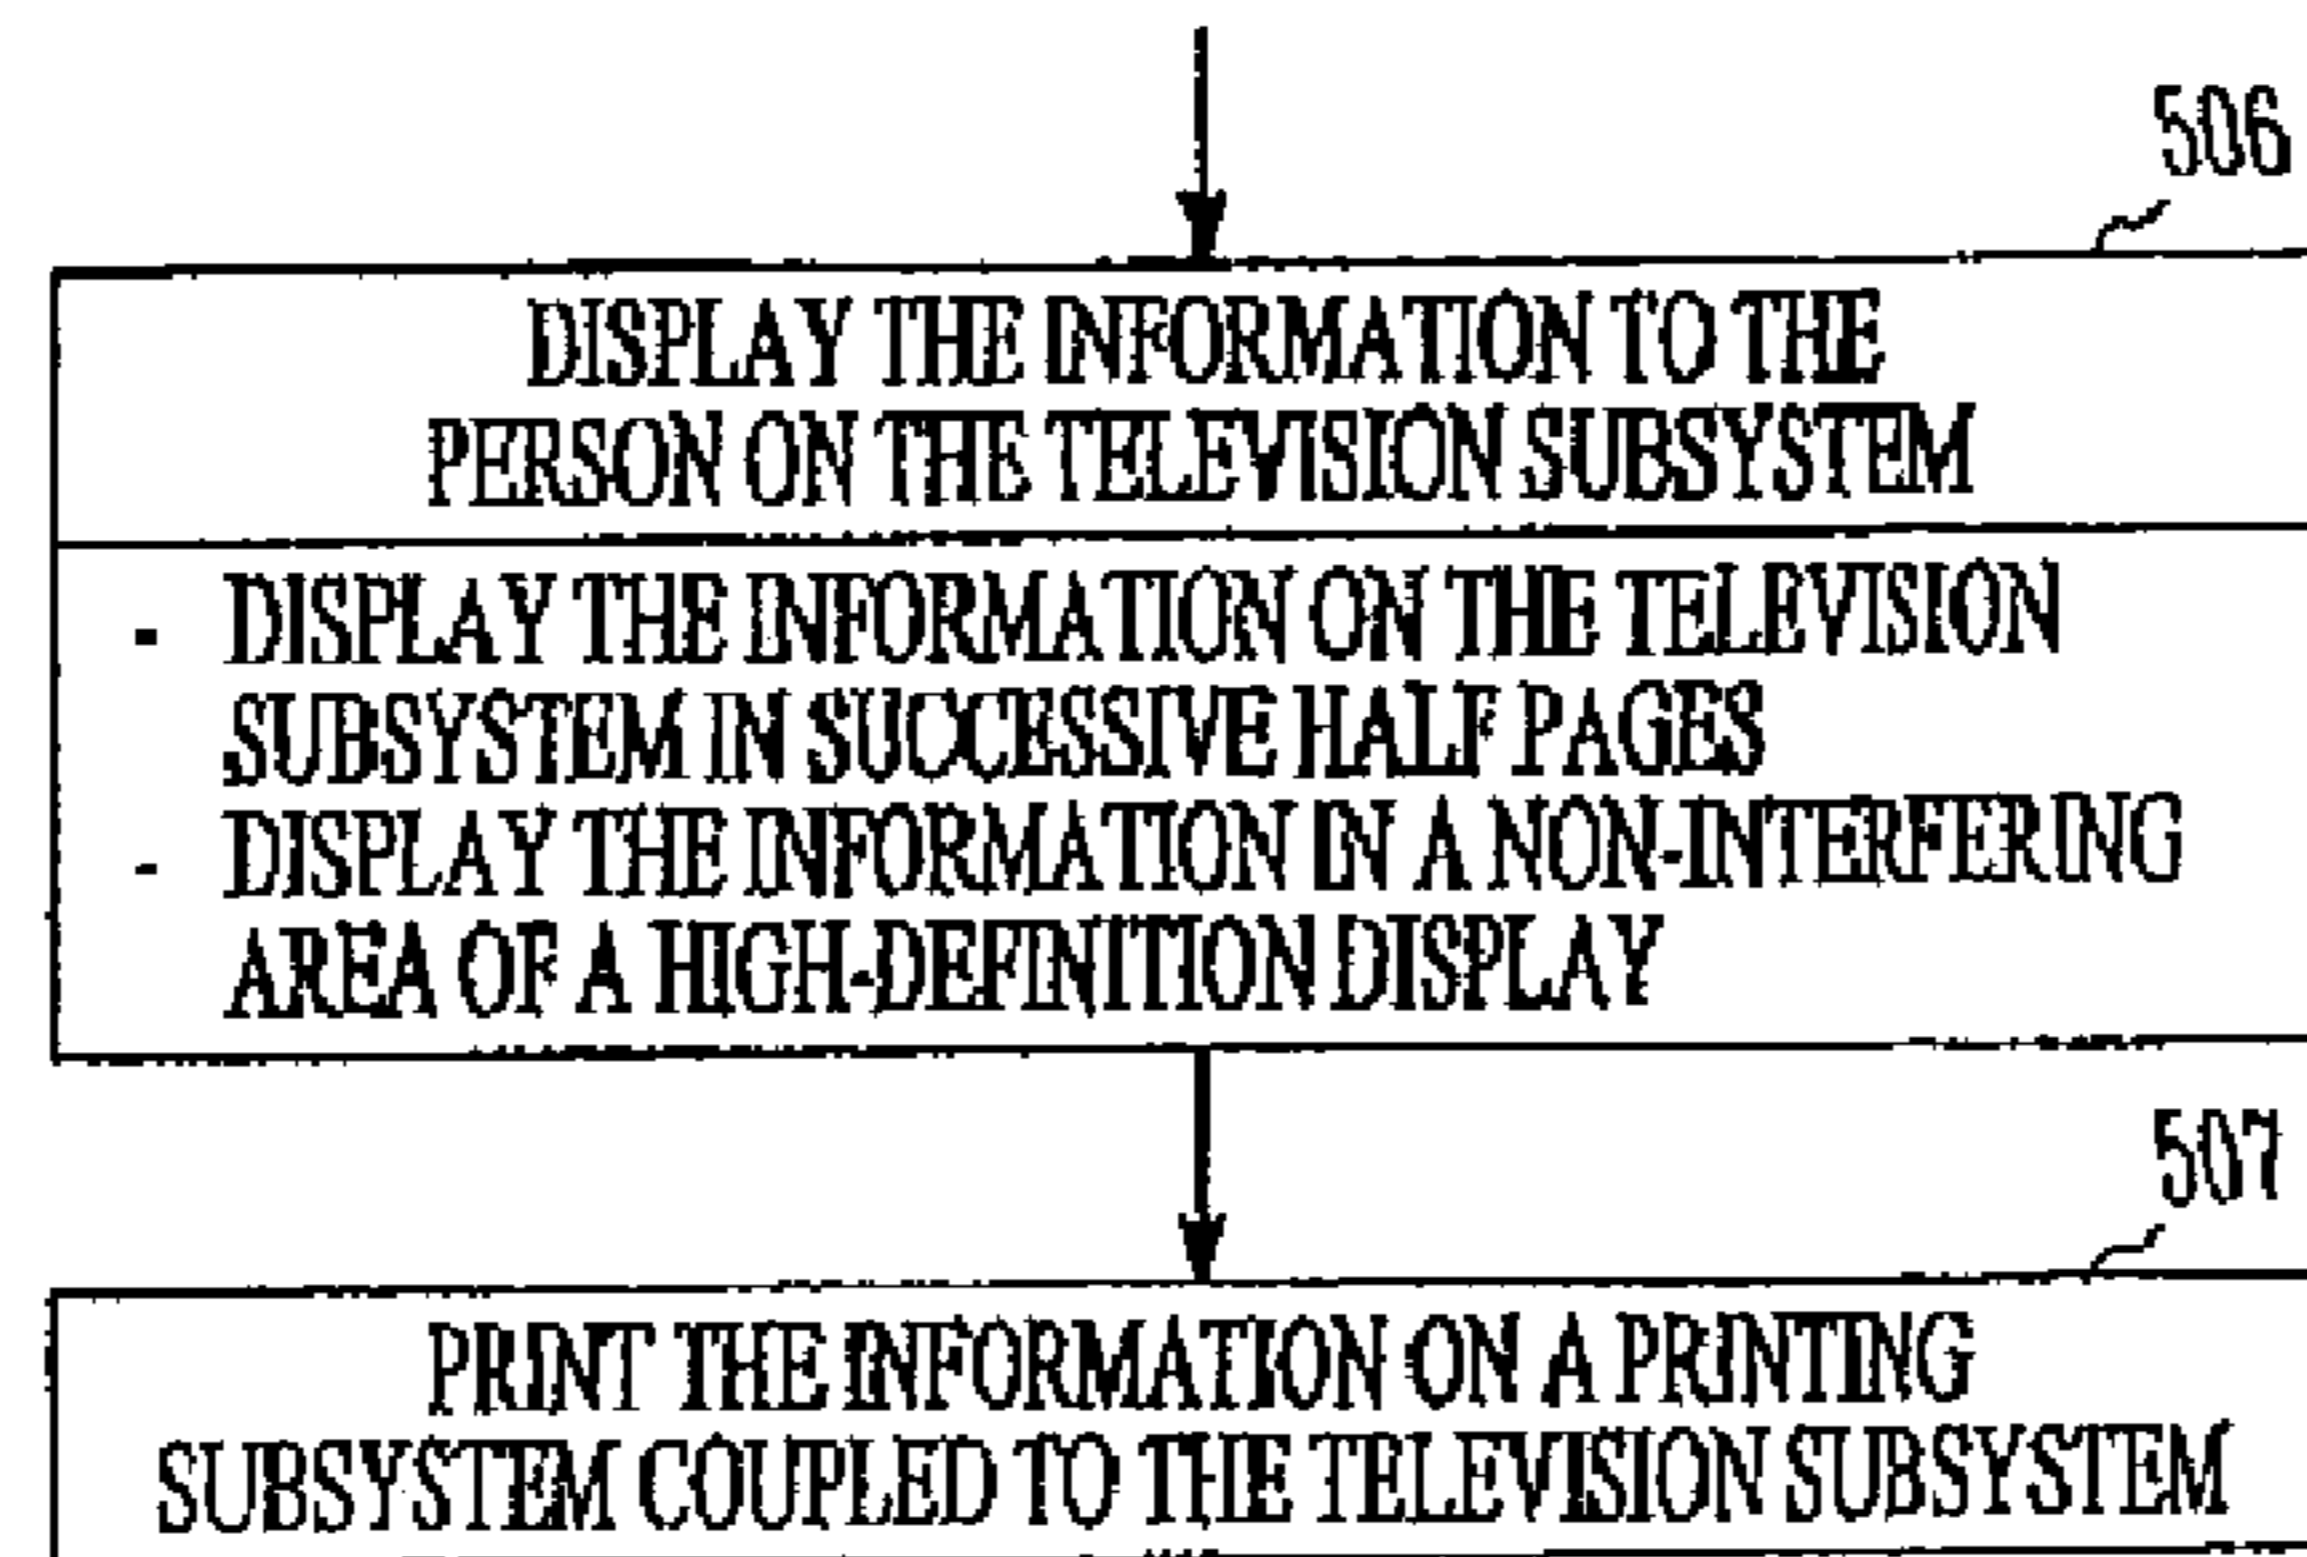 506
DISPLAY THE INFORMATION TO THE
PERSON ON THE TELEVISION SUBSYSTEM
- DISPLAY THE INFORMATION ON THE TELEVISION
SUBSYSTEM IN SUCCESSIVE HALF PAGES
- DISPLAY THE INFORMATION IN A NON-INTERFERING
AREA OF A HIGH-DEFINITION DISPLAY
507
PRINT THE INFORMATION ON A PRINTING
SUBSYSTEM COUPLED TO THE TELEVISION SUBSYSTEM